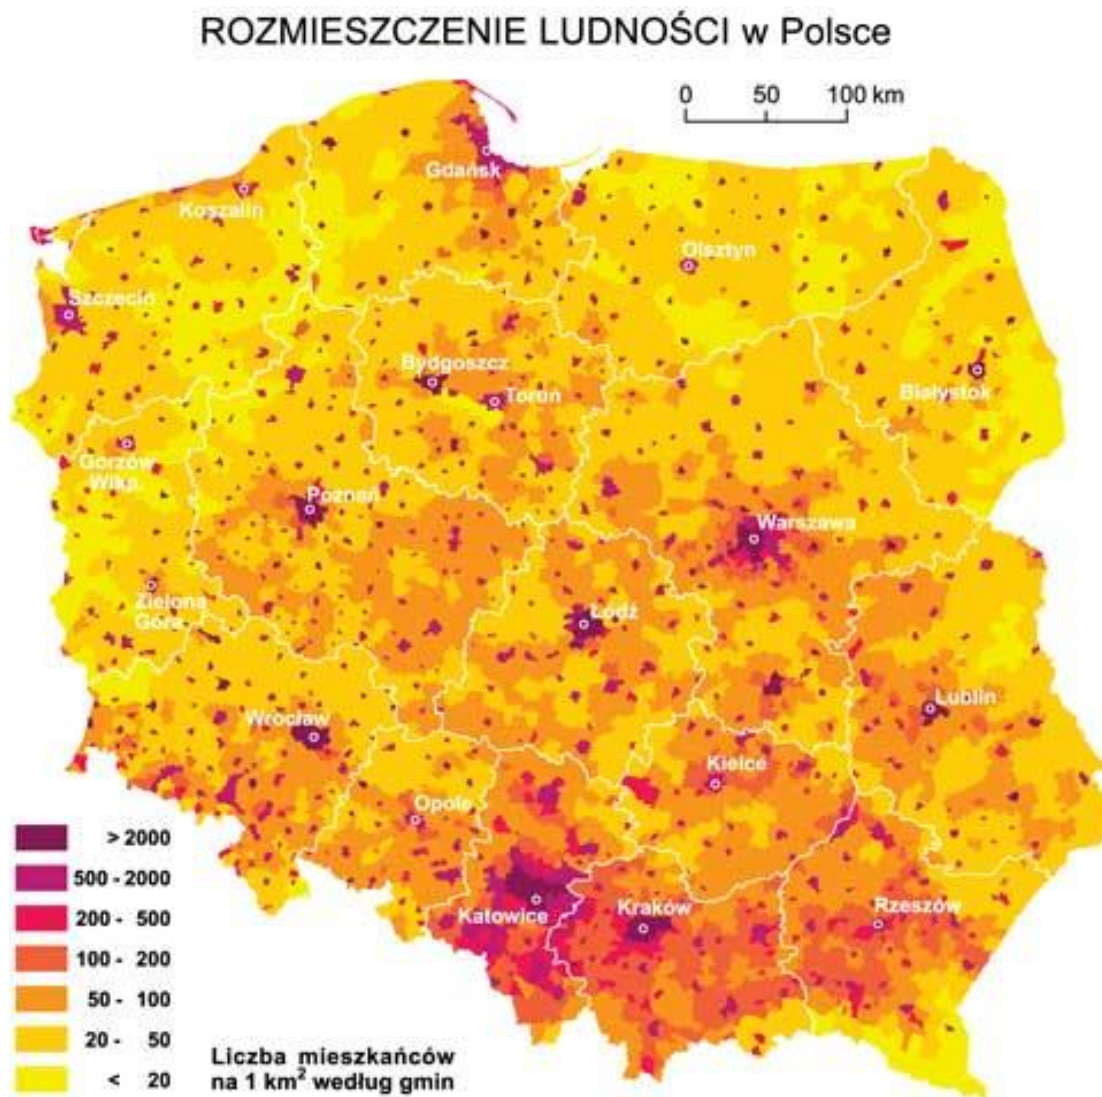 ROZMIESZCZENIE LUDNOŚCI w Polsce
0 50 100 km
Gdańsk
Koszalin
Olsztyn
Szczecin
Bydgoszcz
Toruń
Białystok
Gorzów
Wlkp.
Poznań
Warszawa
Zielona
Góra
Łódź
Wrocław
Lublin
Kielce
Opole
Katowice
Kraków
Rzeszów
> 2000
500 - 2000
200 - 500
100 - 200
50 - 100
20 - 50
< 20
Liczba mieszkańców
na 1 km² według gmin